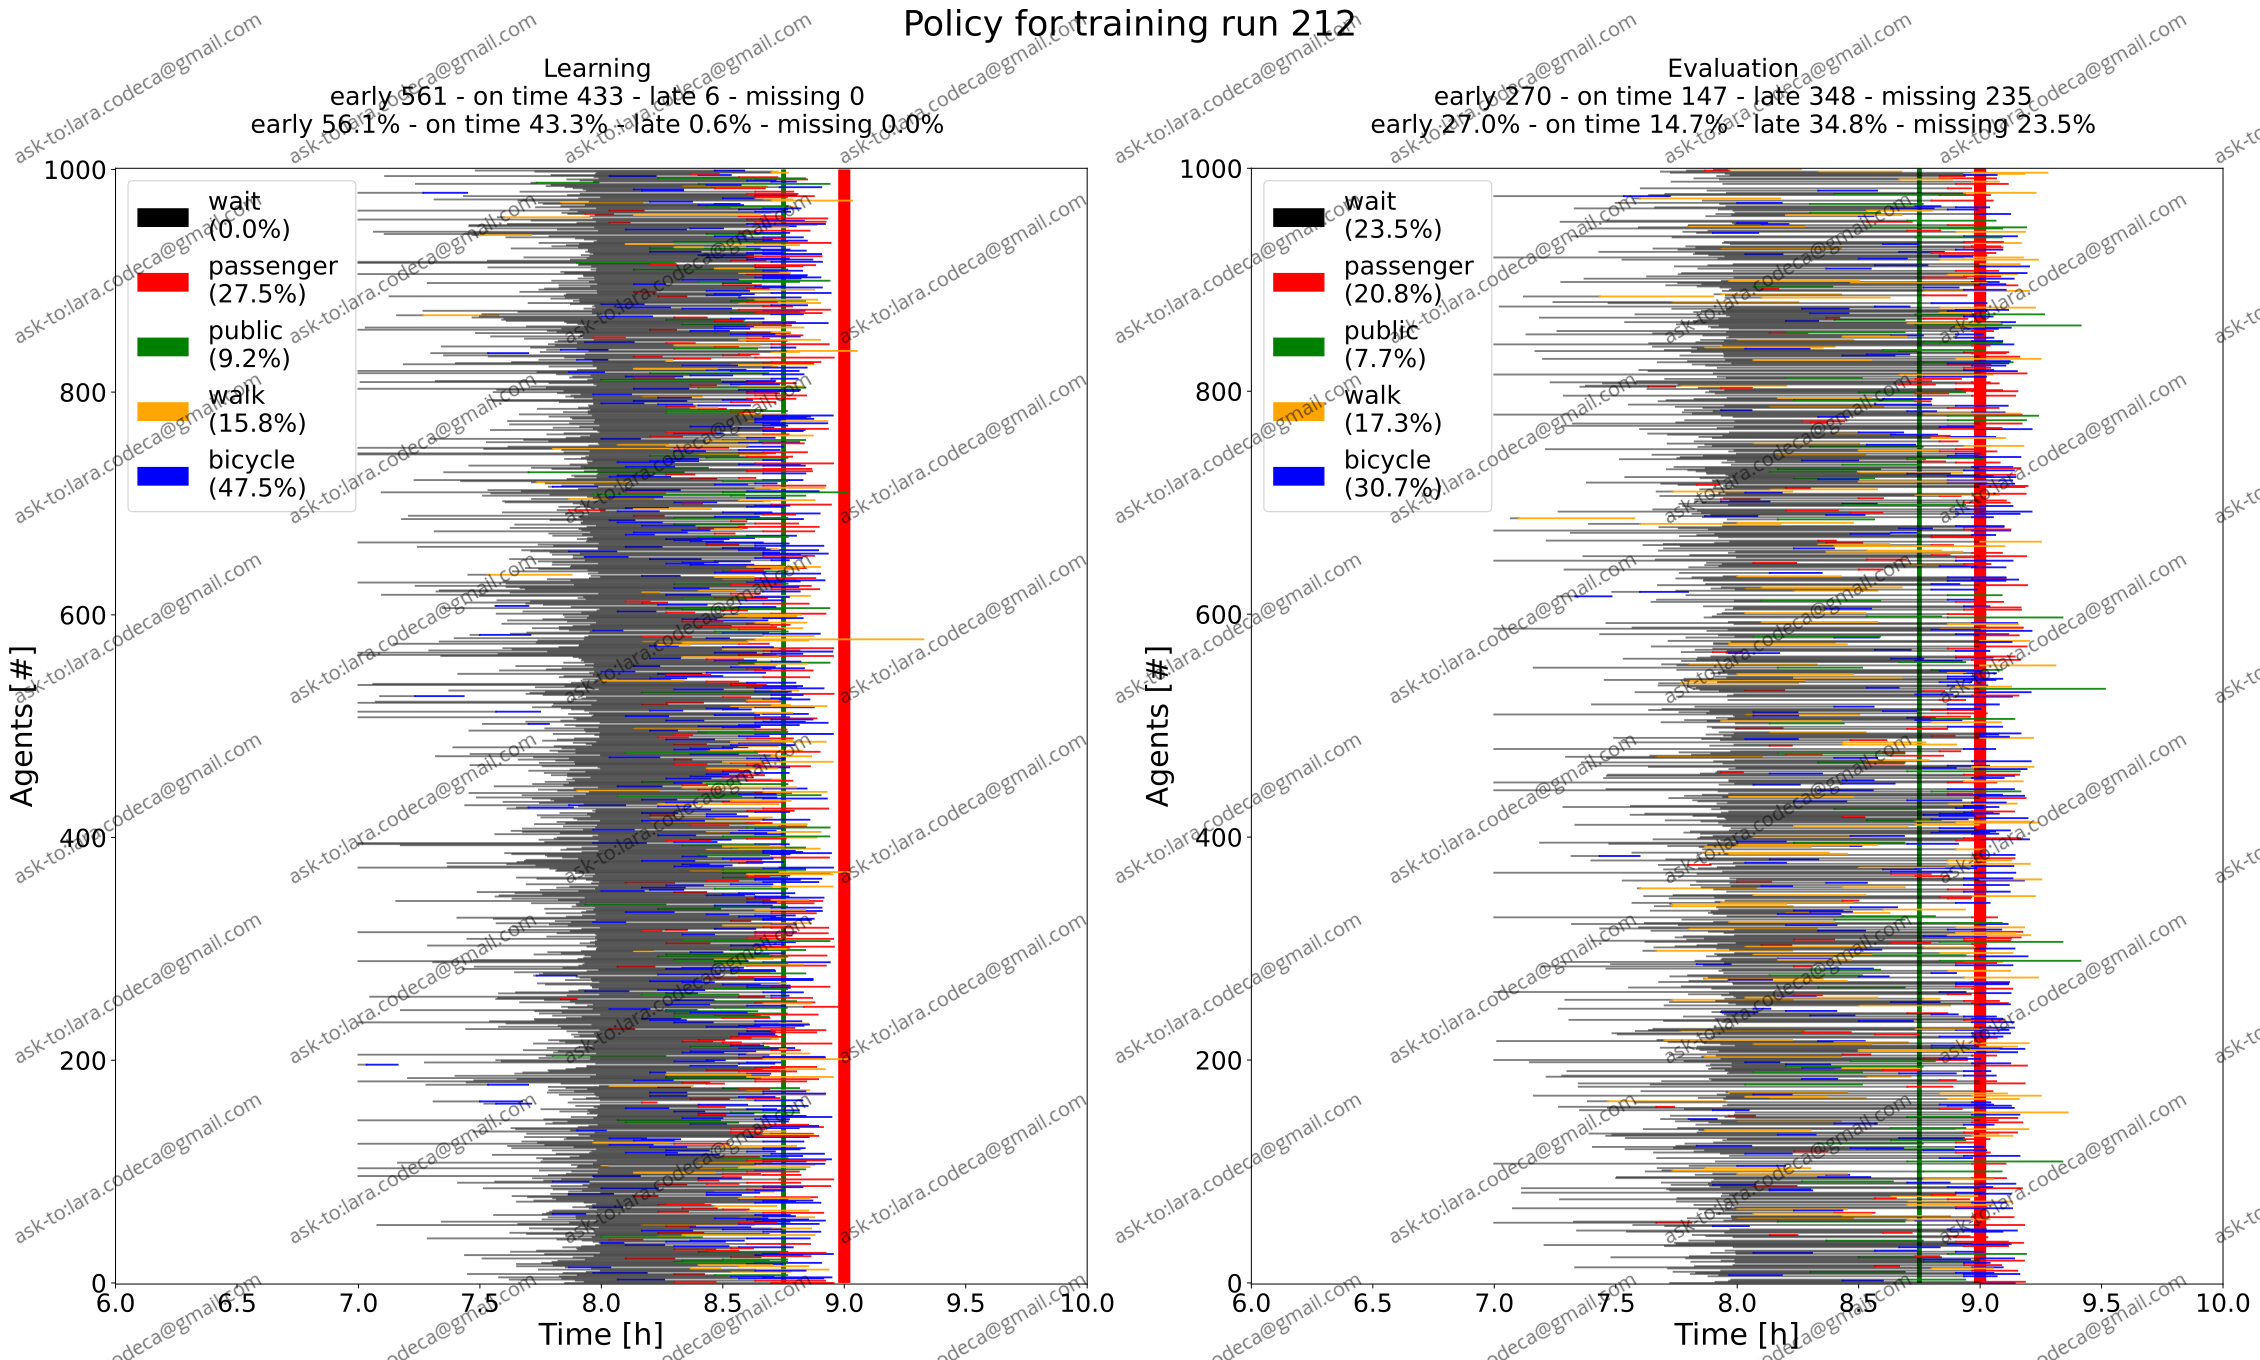 Policy for training run 212
Learning
early 561 - on time 433 - late 6 - missing 0
early 56.1% - on time 43.3% - late 0.6% - missing 0.0%
Evaluation
early 270 - on time 147 - late 348 - missing 235
early 27.0% - on time 14.7% - late 34.8% - missing 23.5%
wait
(0.0%)
passenger
(27.5%)
public
(9.2%)
walk
(15.8%)
bicycle
(47.5%)
1000
800
600
400
200
0
Agents [#]
6.0 6.5 7.0 7.5 8.0 8.5 9.0 9.5 10.0
Time [h]
wait
(23.5%)
passenger
(20.8%)
public
(7.7%)
walk
(17.3%)
bicycle
(30.7%)
1000
800
600
400
200
0
Agents [#]
6.0 6.5 7.0 7.5 8.0 8.5 9.0 9.5 10.0
Time [h]
ask-to:lara.codeca@gmail.com